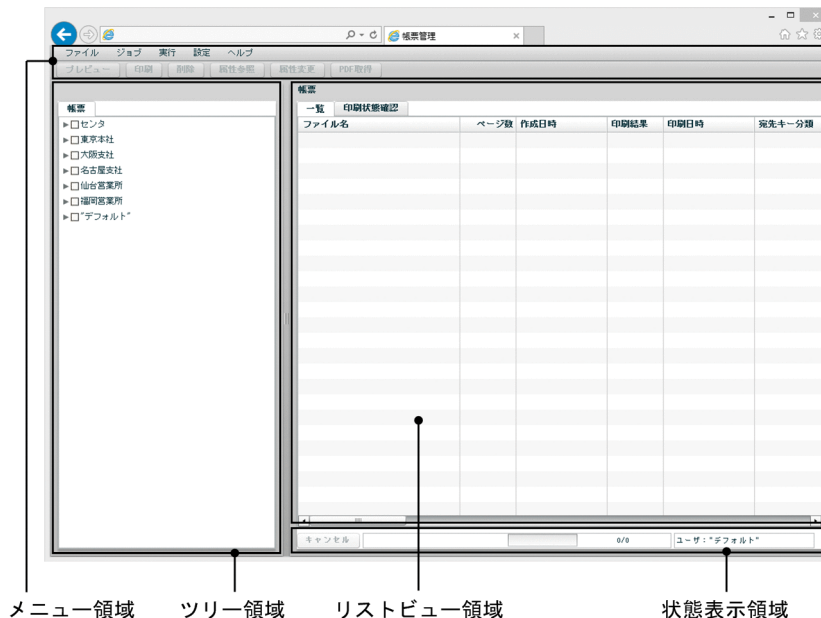 帳票管理
ファイル ジョブ 実行 設定 ヘルプ
プレビュー 印刷 削除 属性参照 属性変更 PDF取得
帳票
帳票
一覧 印刷状態確認
ファイル名 ページ数 作成日時 印刷結果 印刷日時 宛先キー分類
センタ
東京本社
大阪支社
名古屋支社
仙台営業所
福岡営業所
"デフォルト"
キャンセル 0/0 ユーザ："デフォルト"
メニュー領域 ツリー領域 リストビュー領域 状態表示領域